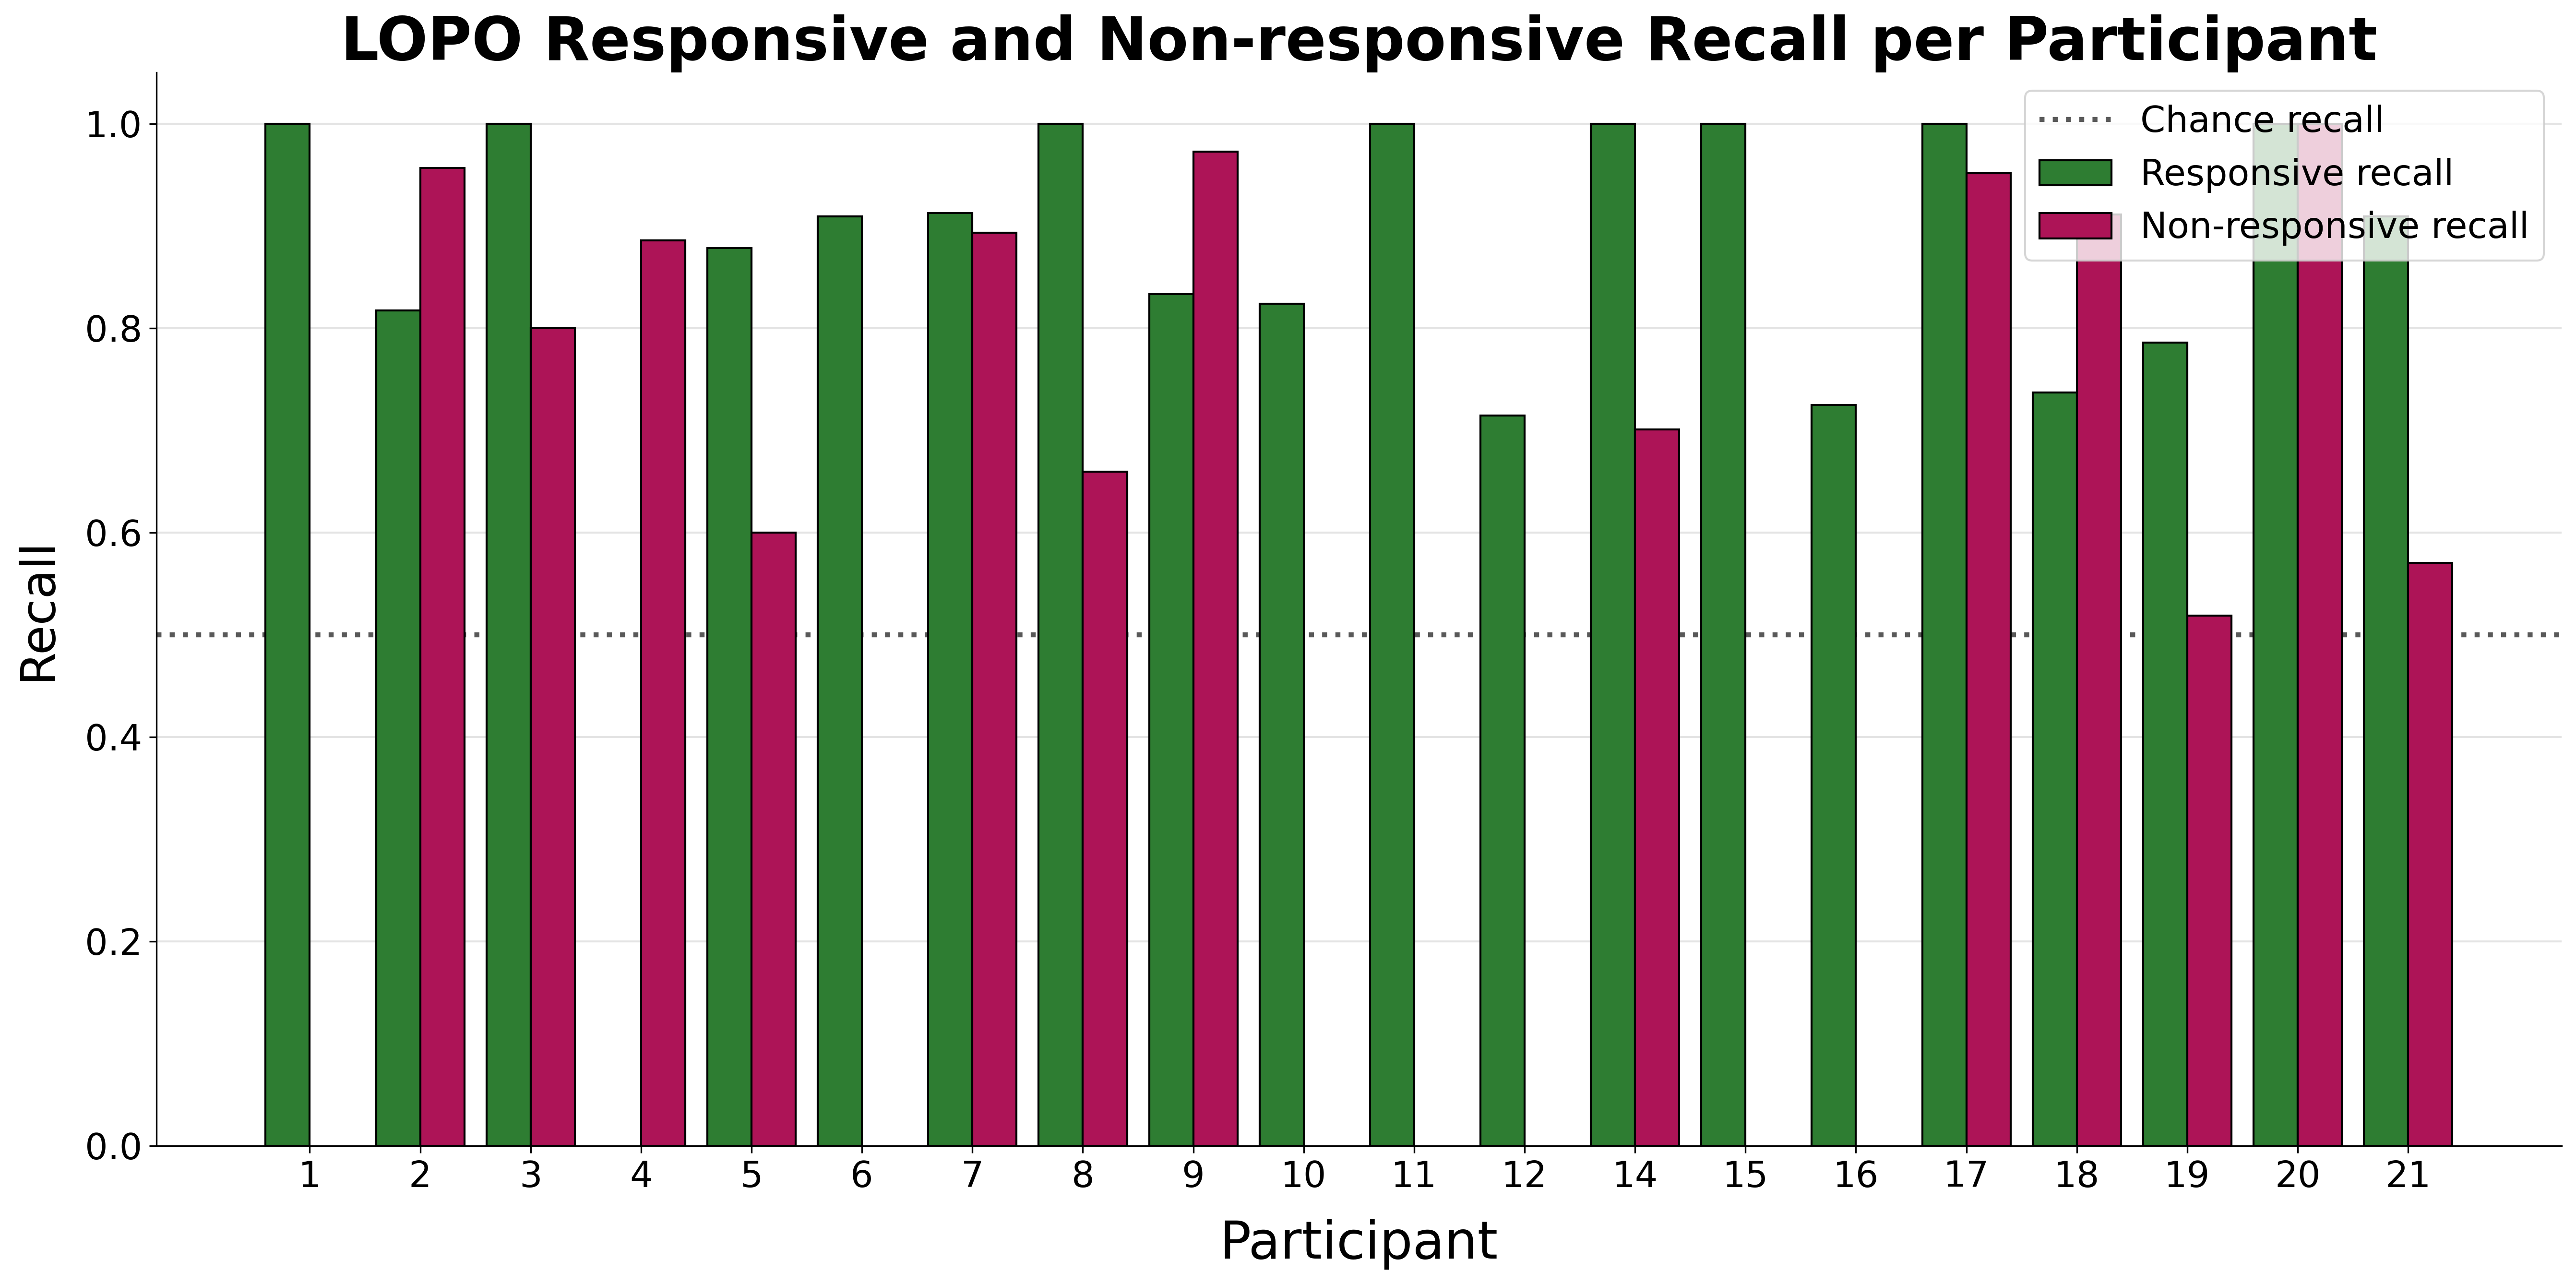 LOPO Responsive and Non-responsive Recall per Participant
Chance recall
Responsive recall
Non-responsive recall
Recall
1.0
0.8
0.6
0.4
0.2
0.0
1 2 3 4 5 6 7 8 9 10 11 12 14 15 16 17 18 19 20 21
Participant